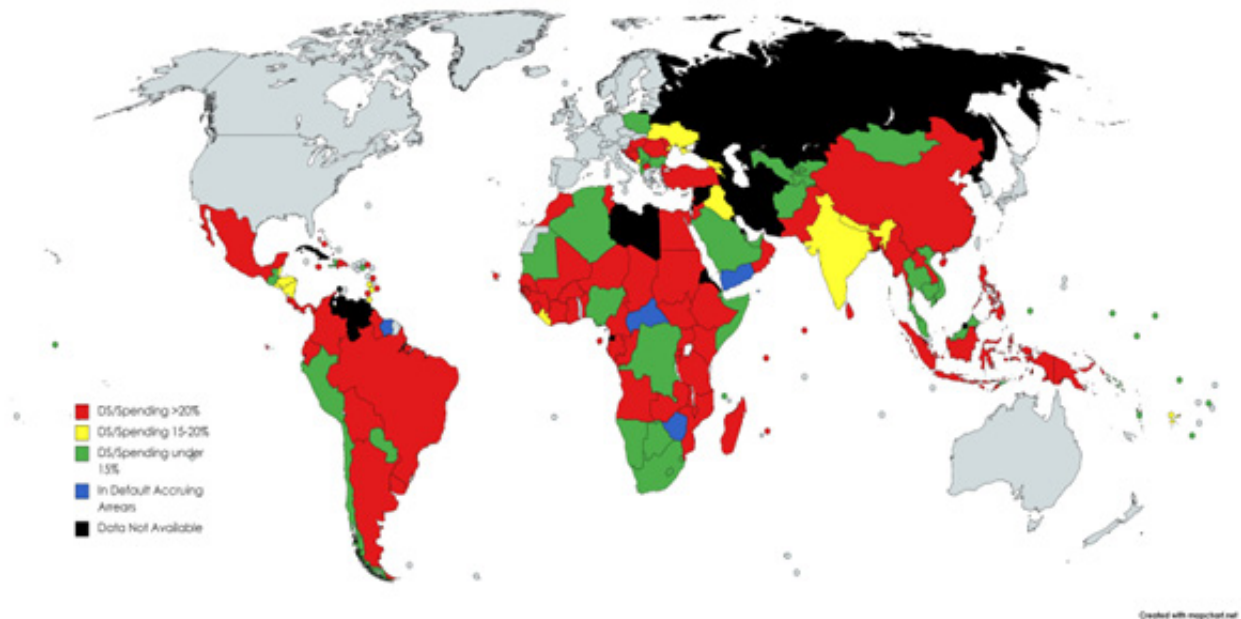 DS/Spending >20%
DS/Spending 15-20%
DS/Spending under
15%
In Default Accruing
Arrears
Data Not Available
Created with mapchart.net